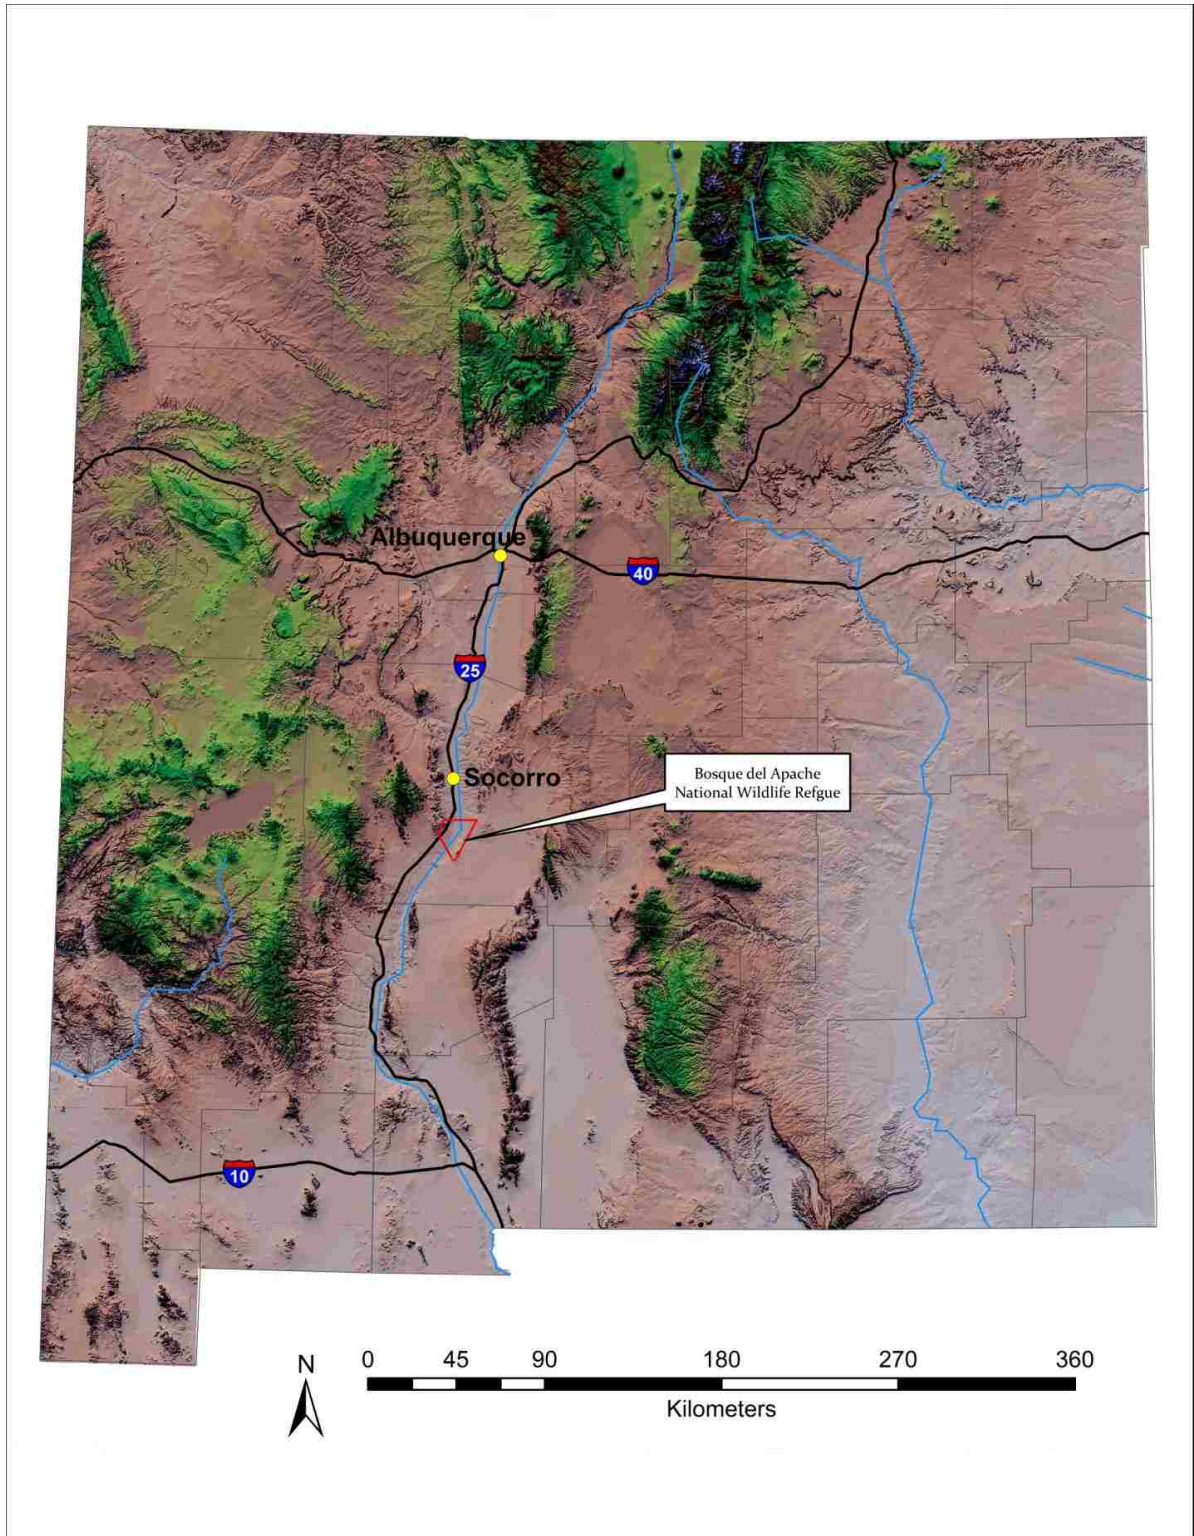 Albuquerque
40
25
Socorro
Bosque del Apache
National Wildlife Refgue
10
N
0 45 90 180 270 360
Kilometers